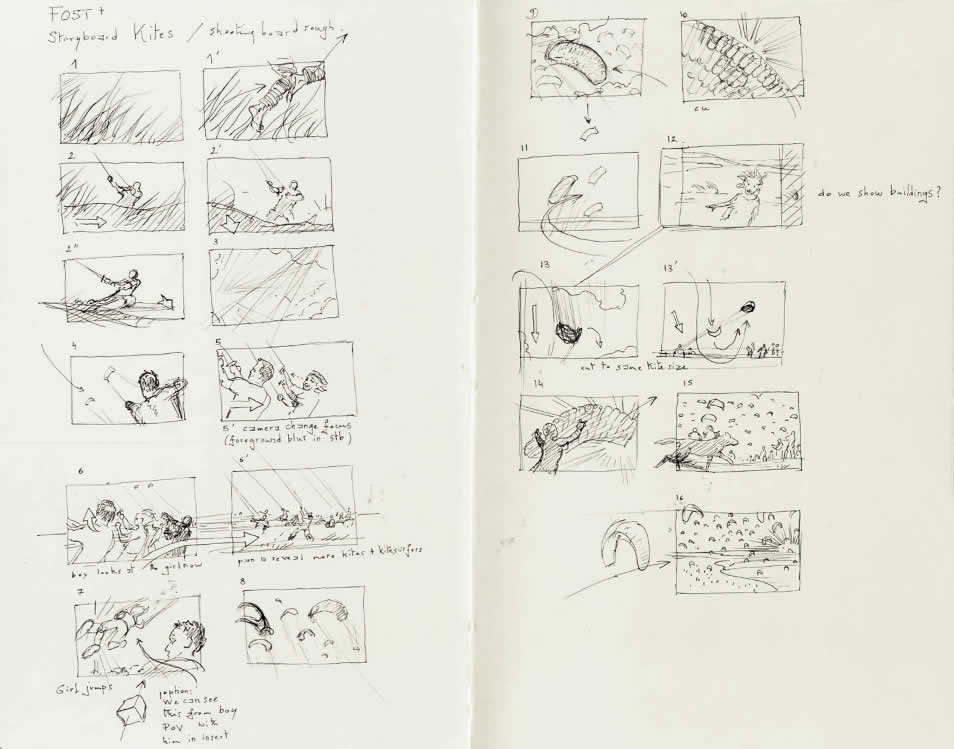 FOST +
Storyboard Kites / shooting board rough.
1
1'
2
2'
2"
3
4
5
5' camera change focus
(foreground blur in stb)
6
6'
boy looks at the girl now
pan to reveal more kites + kitesurfers
7
8
Girl jumps
option:
we can see
this from boy
POV with
him in insert
9
10
cu
11
12
do we show buildings?
13
13'
cut to same kite size
14
15
16